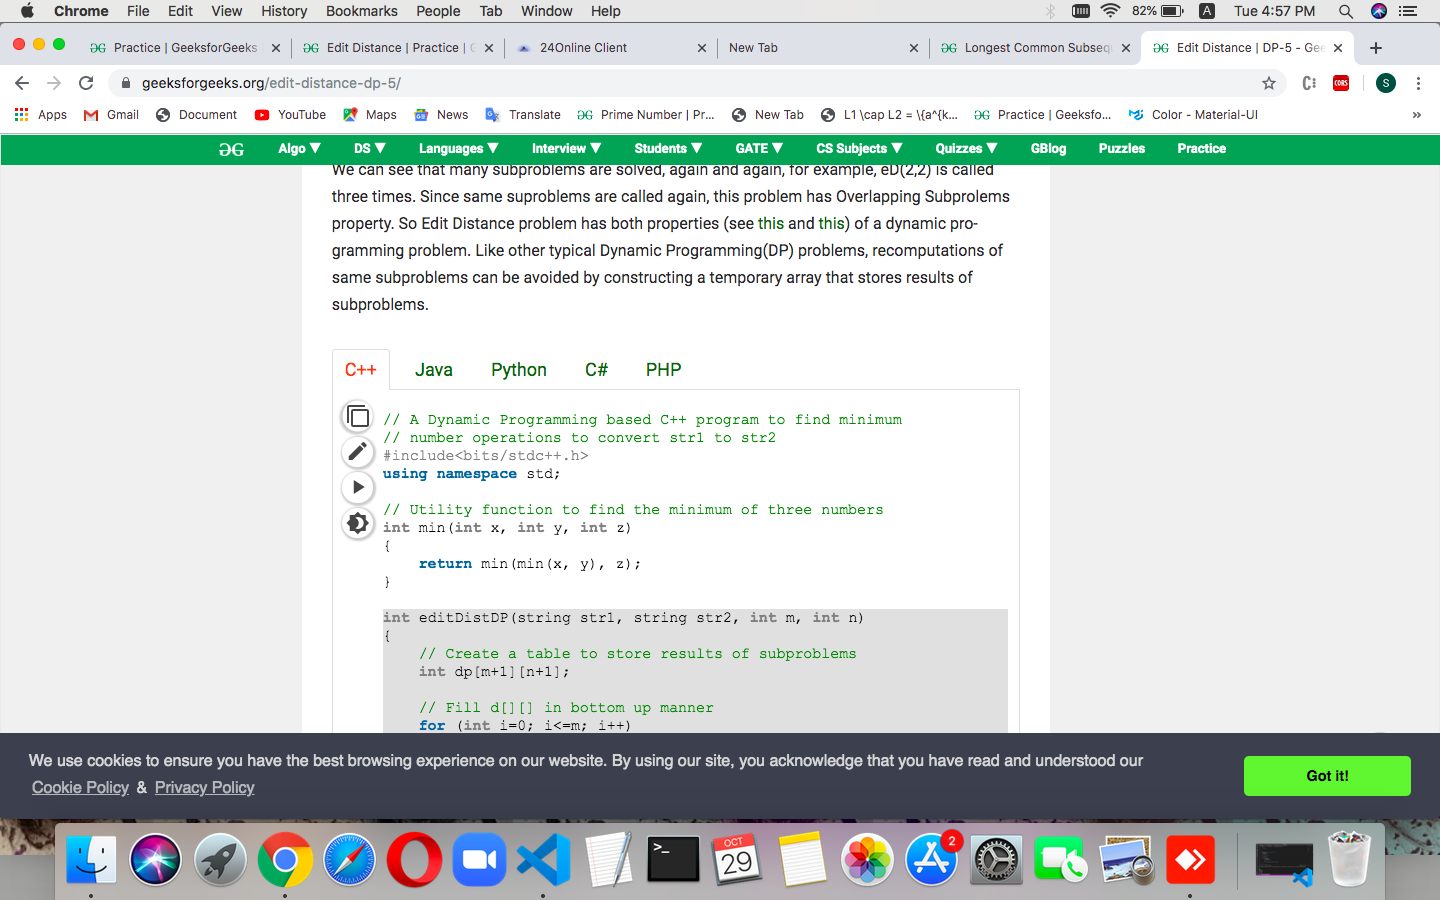 Chrome File Edit View History Bookmarks People Tab Window Help 82% A Tue 4:57 PM
Practice | GeeksforGeeks Edit Distance | Practice | 24Online Client New Tab Longest Common Subseq Edit Distance | DP-5 - Gee
geeksforgeeks.org/edit-distance-dp-5/ CORS S
Apps Gmail Document YouTube Maps News Translate Prime Number | Pr... New Tab L1 \cap L2 = \{a^{k... Practice | Geeksfo... Color - Material-UI »
Algo▼ DS▼ Languages▼ Interview▼ Students▼ GATE▼ CS Subjects▼ Quizzes▼ GBlog Puzzles Practice
We can see that many subproblems are solved, again and again, for example, eD(2,2) is called
three times. Since same suproblems are called again, this problem has Overlapping Subprolems
property. So Edit Distance problem has both properties (see this and this) of a dynamic pro-
gramming problem. Like other typical Dynamic Programming(DP) problems, recomputations of
same subproblems can be avoided by constructing a temporary array that stores results of
subproblems.
C++ Java Python C# PHP
// A Dynamic Programming based C++ program to find minimum
// number operations to convert str1 to str2
#include<bits/stdc++.h>
using namespace std;
// Utility function to find the minimum of three numbers
int min(int x, int y, int z)
{
return min(min(x, y), z);
}
int editDistDP(string str1, string str2, int m, int n)
{
// Create a table to store results of subproblems
int dp[m+1][n+1];
// Fill d[][] in bottom up manner
for (int i=0; i<=m; i++)
We use cookies to ensure you have the best browsing experience on our website. By using our site, you acknowledge that you have read and understood our
Cookie Policy & Privacy Policy
Got it!
>_ OCT 29 2